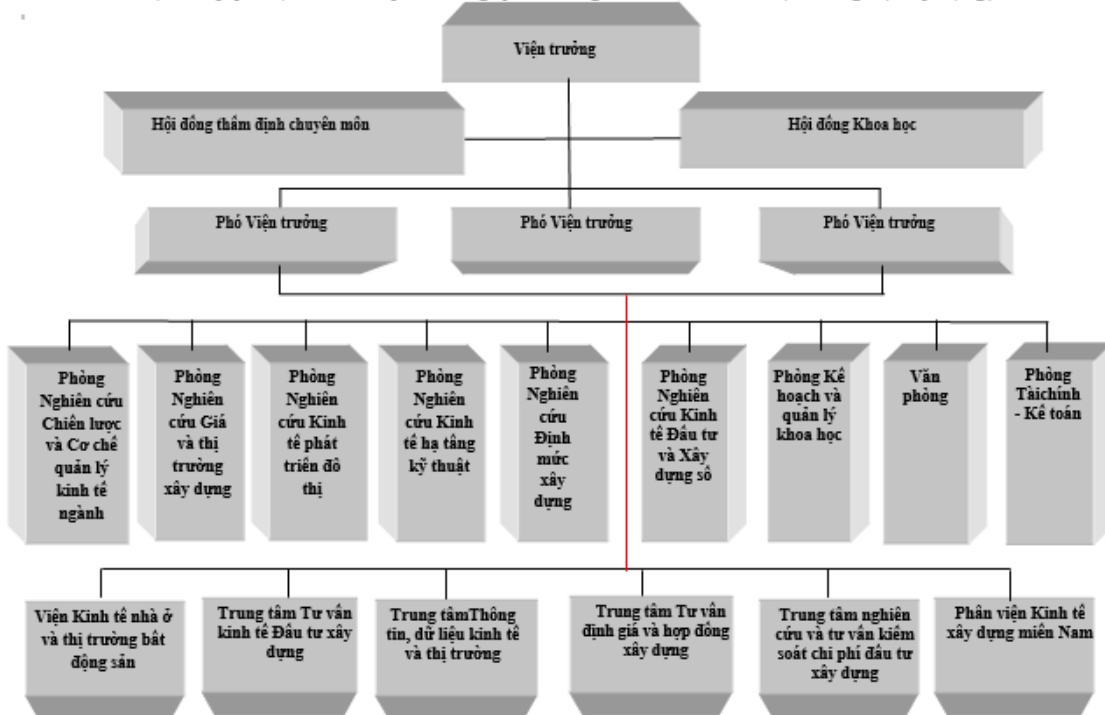 Viện trưởng
Hội đồng thẩm định chuyên môn
Hội đồng Khoa học
Phó Viện trưởng
Phó Viện trưởng
Phó Viện trưởng
Phòng
Nghiên cứu
Chiến lược
và Cơ chế
quản lý
kinh tế
ngành
Phòng
Nghiên
cứu Giá
và thị
trường
xây dựng
Phòng
Nghiên
cứu Kinh
tế phát
triển đô
thị
Phòng
Nghiên
cứu Kinh
tế hạ tầng
kỹ thuật
Phòng
Nghiên
cứu
Định
mức
xây
dựng
Phòng
Nghiên
cứu Kinh
tế Đầu tư
và Xây
dựng số
Phòng Kế
hoạch và
quản lý
khoa học
Văn
phòng
Phòng
Tàichính
- Kế toán
Viện Kinh tế nhà ở
và thị trường bất
động sản
Trung tâm Tư vấn
kinh tế Đầu tư xây
dựng
Trung tâmThông
tin, dữ liệu kinh tế
và thị trường
Trung tâm Tư vấn
định giá và hợp đồng
xây dựng
Trung tâm nghiên
cứu và tư vấn kiểm
soát chi phí đầu tư
xây dựng
Phân viện Kinh tế
xây dựng miền Nam